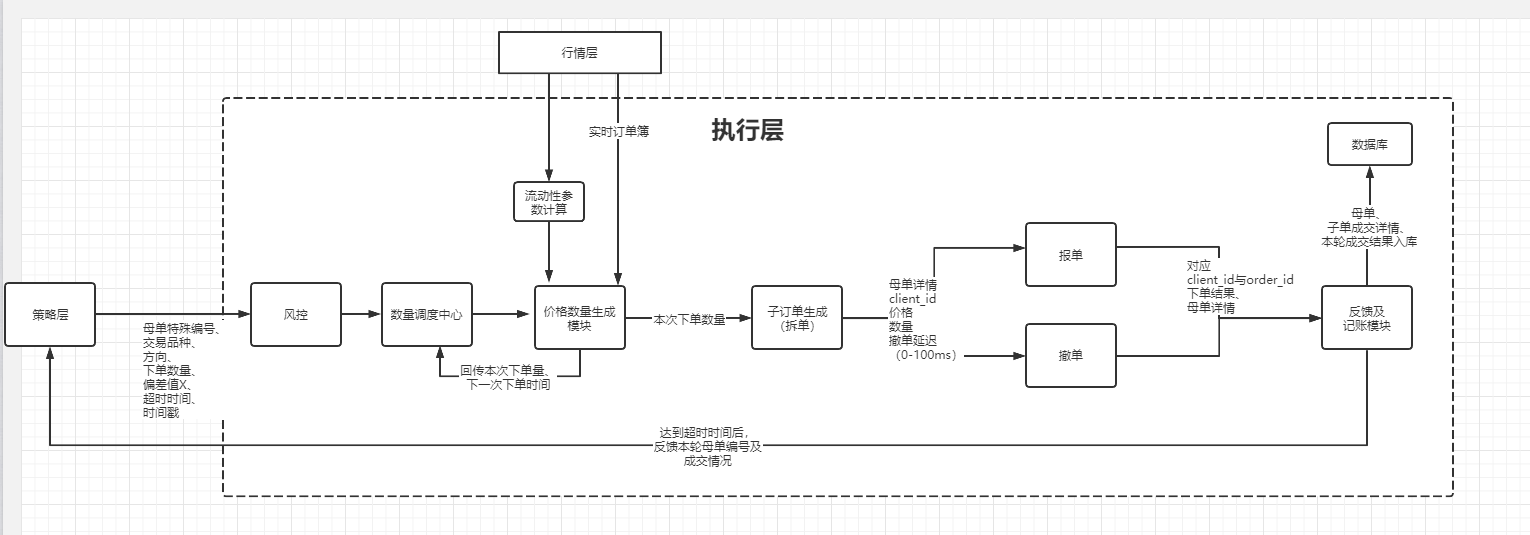 行情层
执行层
实时订单簿
数据库
流动性参
数计算
母单、
子单成交详情、
本轮成交结果入库
报单
对应
client_id与order_id
下单结果、
母单详情
母单详情
client_id
价格
数量
撤单延迟
（0-100ms）
策略层
风控
数量调度中心
价格数量生成
模块
本次下单数量
子订单生成
（拆单）
反馈及
记账模块
母单特殊编号、
交易品种、
方向、
下单数量、
偏差值X、
超时时间、
时间戳
撤单
回传本次下单量、
下一次下单时间
达到超时时间后，
反馈本轮母单编号及
成交情况